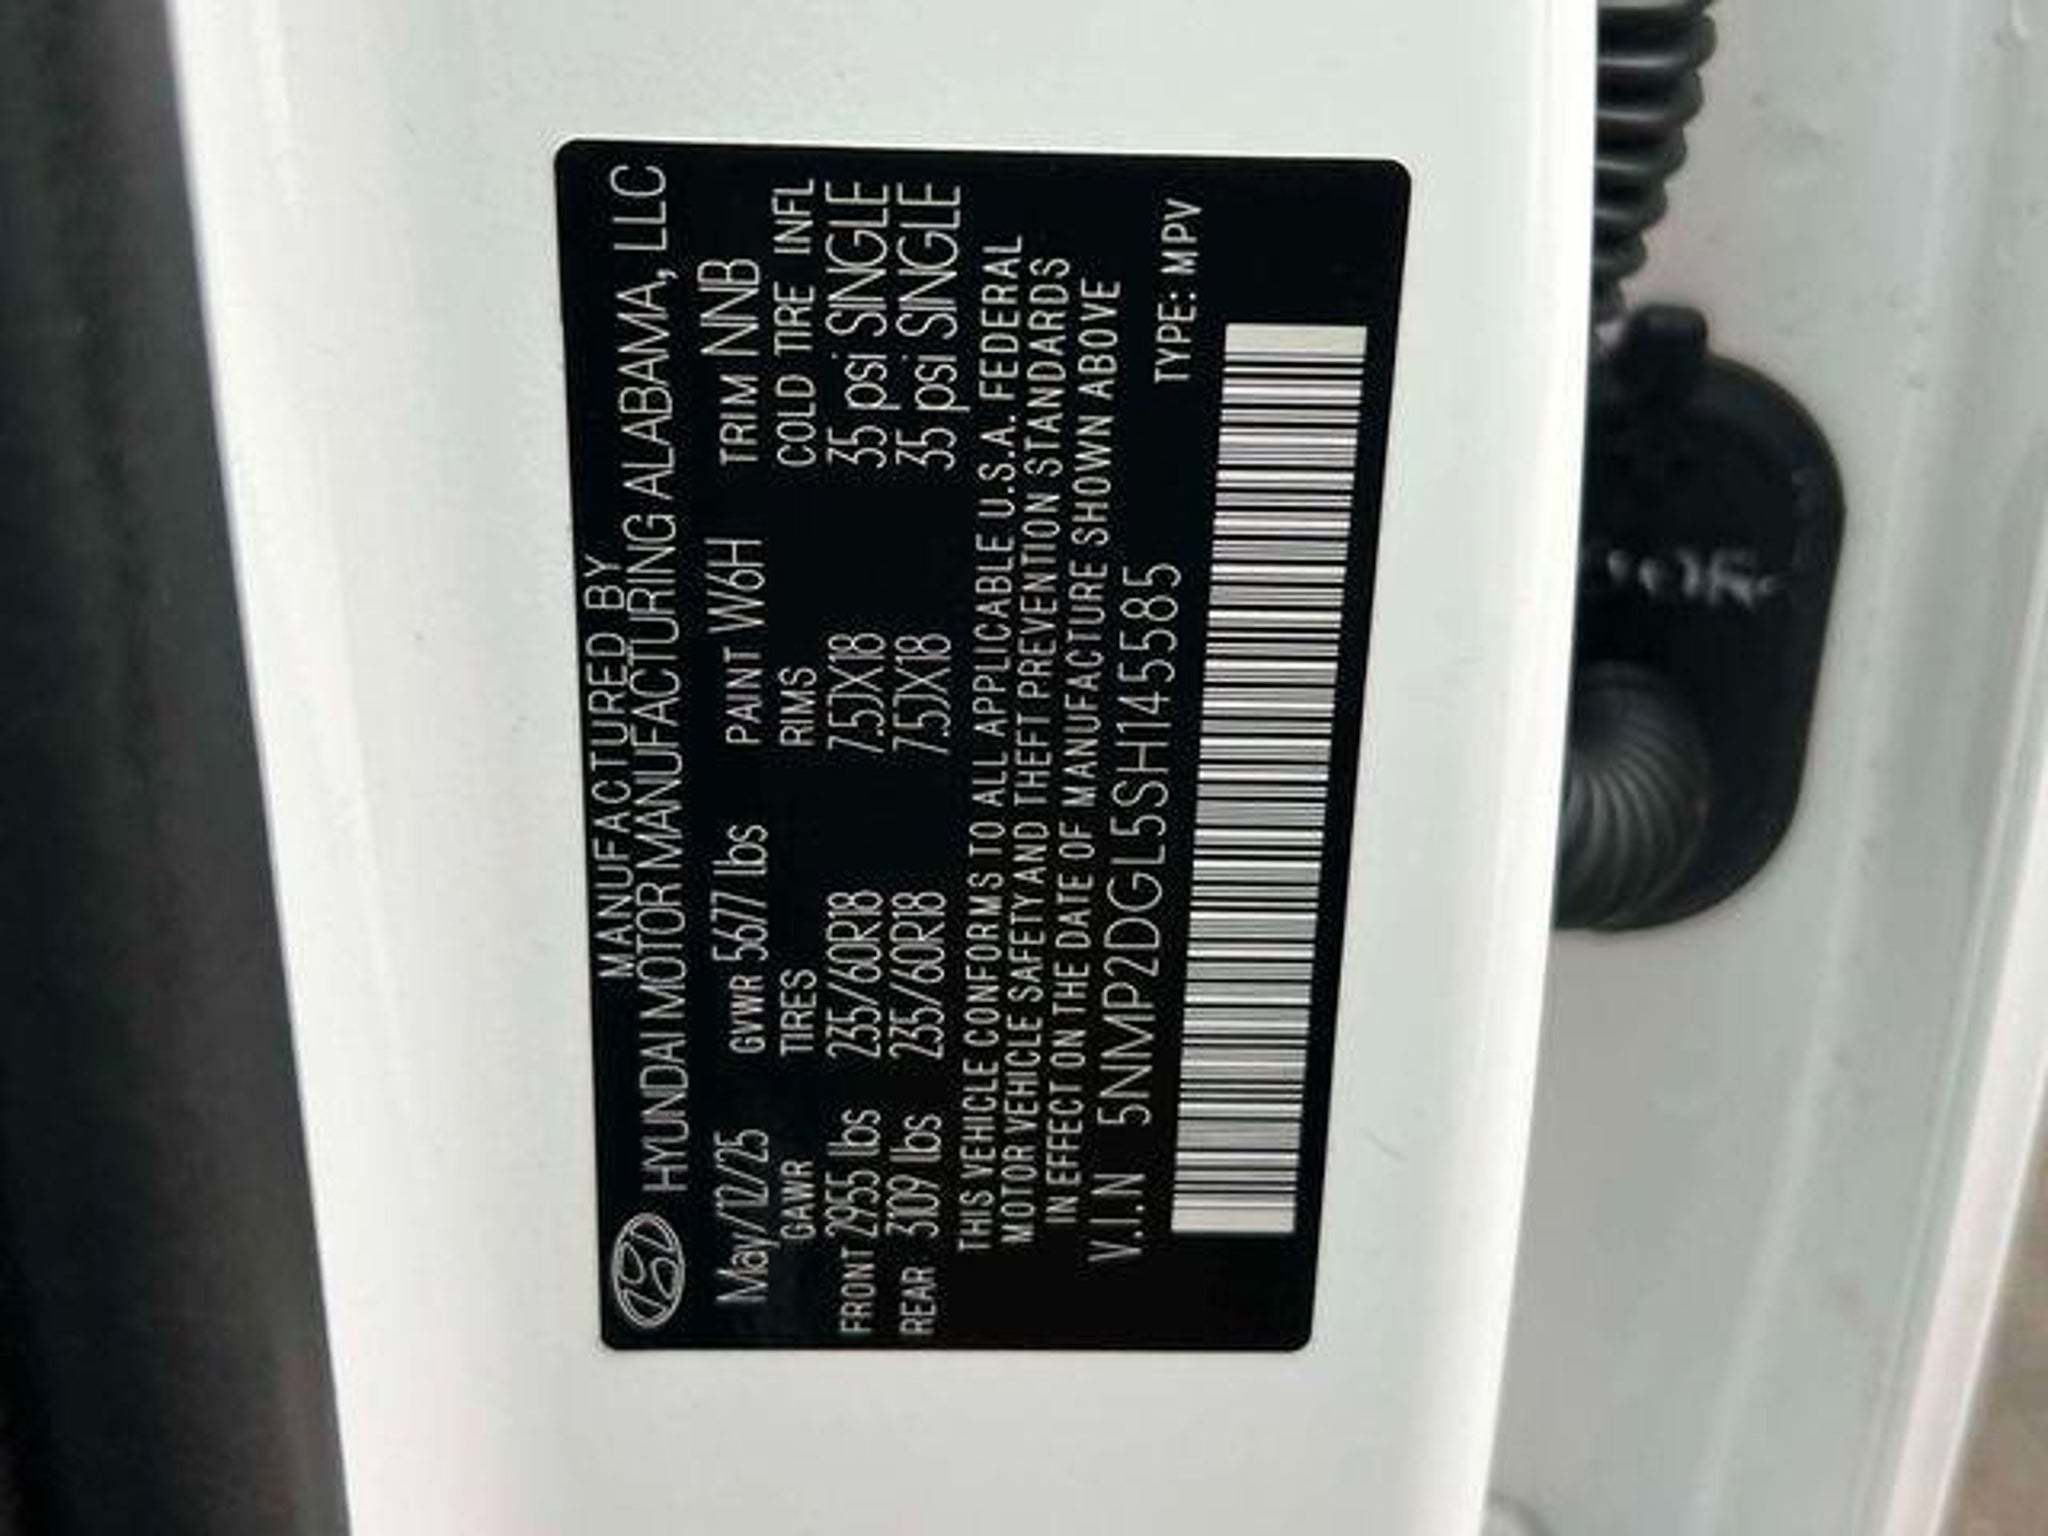 MANUFACTURED BY
HYUNDAI MOTOR MANUFACTURING ALABAMA, LLC
May/12/25 GVWR 5677 lbs PAINT W6H TRIM NNB
GAWR TIRES RIMS COLD TIRE INFL
FRONT 2955 lbs 235/60R18 7.5JX18 35 psi SINGLE
REAR 3109 lbs 235/60R18 7.5JX18 35 psi SINGLE
THIS VEHICLE CONFORMS TO ALL APPLICABLE U.S.A. FEDERAL
MOTOR VEHICLE SAFETY AND THEFT PREVENTION STANDARDS
IN EFFECT ON THE DATE OF MANUFACTURE SHOWN ABOVE
V.I.N 5NMP2DGL5SH145585 TYPE: MPV